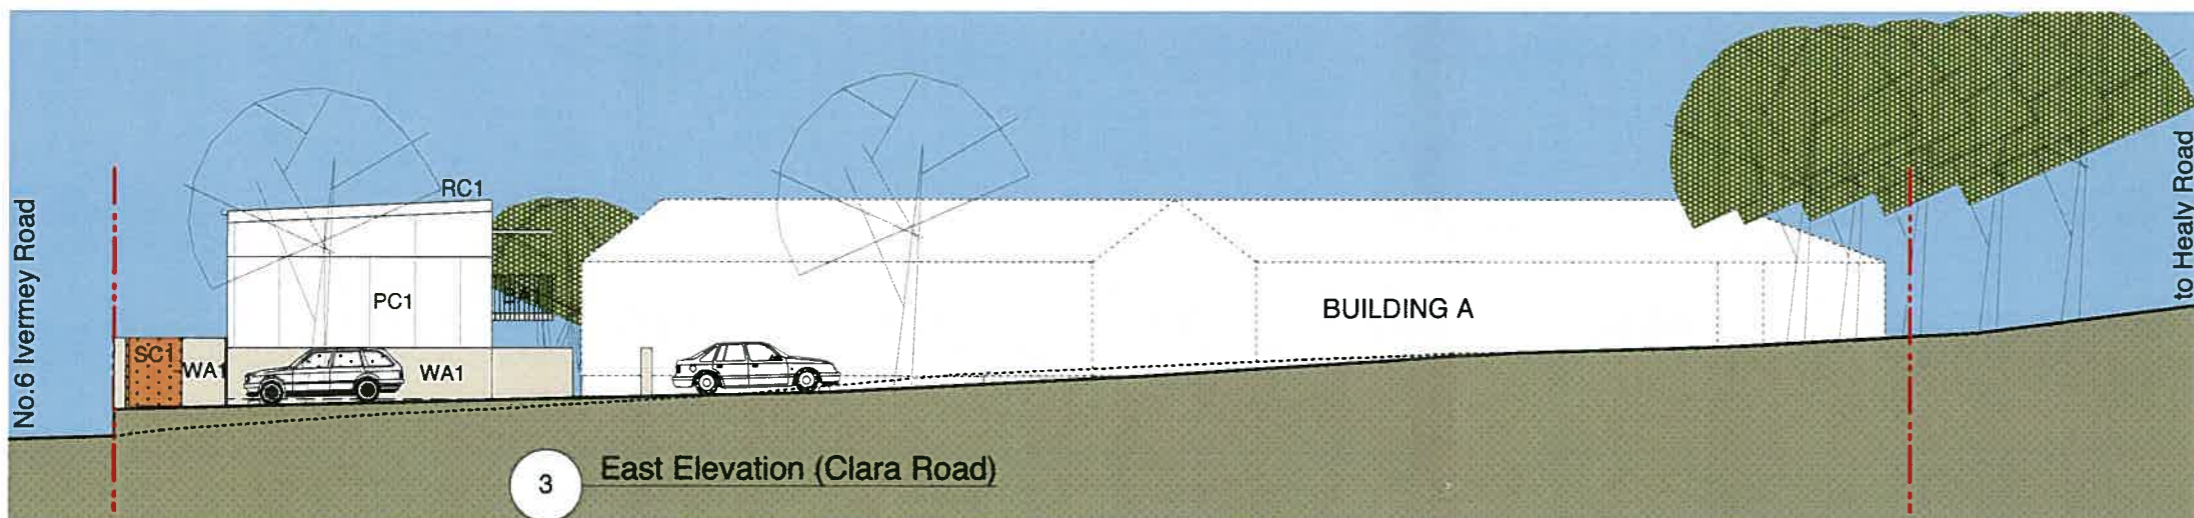 No.6 Ivermey Road
SC1
WA1
RC1
PC1
WA1
BUILDING A
to Healy Road
3
East Elevation (Clara Road)